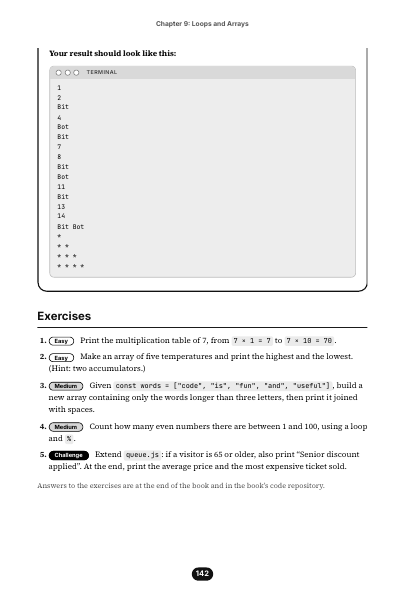 Chapter 9: Loops and Arrays
Your result should look like this:
TERMINAL
1
2
Bit
4
Bot
Bit
7
8
Bit
Bot
11
Bit
13
14
Bit Bot
*
* *
* * *
* * * *
Exercises
1. Easy Print the multiplication table of 7, from 7 × 1 = 7 to 7 × 10 = 70.
2. Easy Make an array of five temperatures and print the highest and the lowest.
(Hint: two accumulators.)
3. Medium Given const words = ["code", "is", "fun", "and", "useful"], build a
new array containing only the words longer than three letters, then print it joined
with spaces.
4. Medium Count how many even numbers there are between 1 and 100, using a loop
and %.
5. Challenge Extend queue.js: if a visitor is 65 or older, also print “Senior discount
applied”. At the end, print the average price and the most expensive ticket sold.
Answers to the exercises are at the end of the book and in the book’s code repository.
142